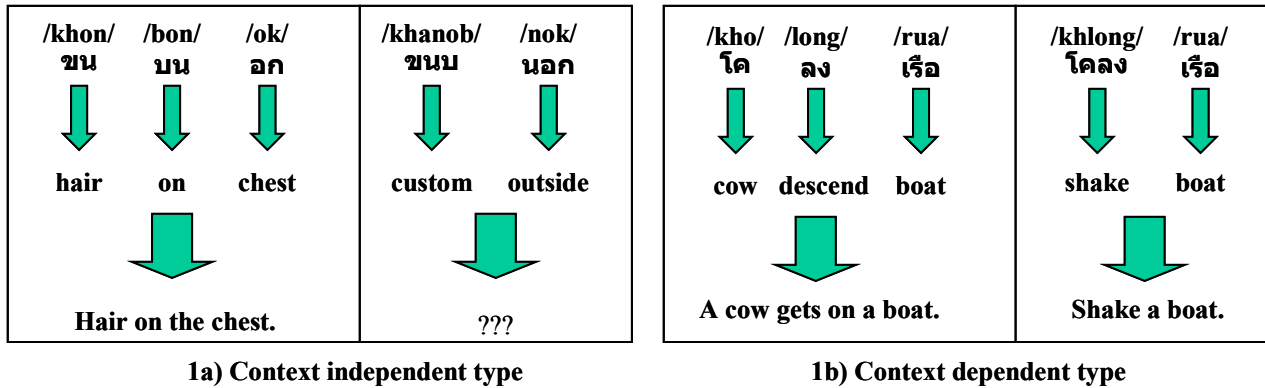 /khon/ /bon/ /ok/
ขน บน อก
hair on chest
Hair on the chest.
/khanob/ /nok/
ขนบ นอก
custom outside
???
1a) Context independent type
/kho/ /long/ /rua/
โค ลง เรือ
cow descend boat
A cow gets on a boat.
/khlong/ /rua/
โคลง เรือ
shake boat
Shake a boat.
1b) Context dependent type